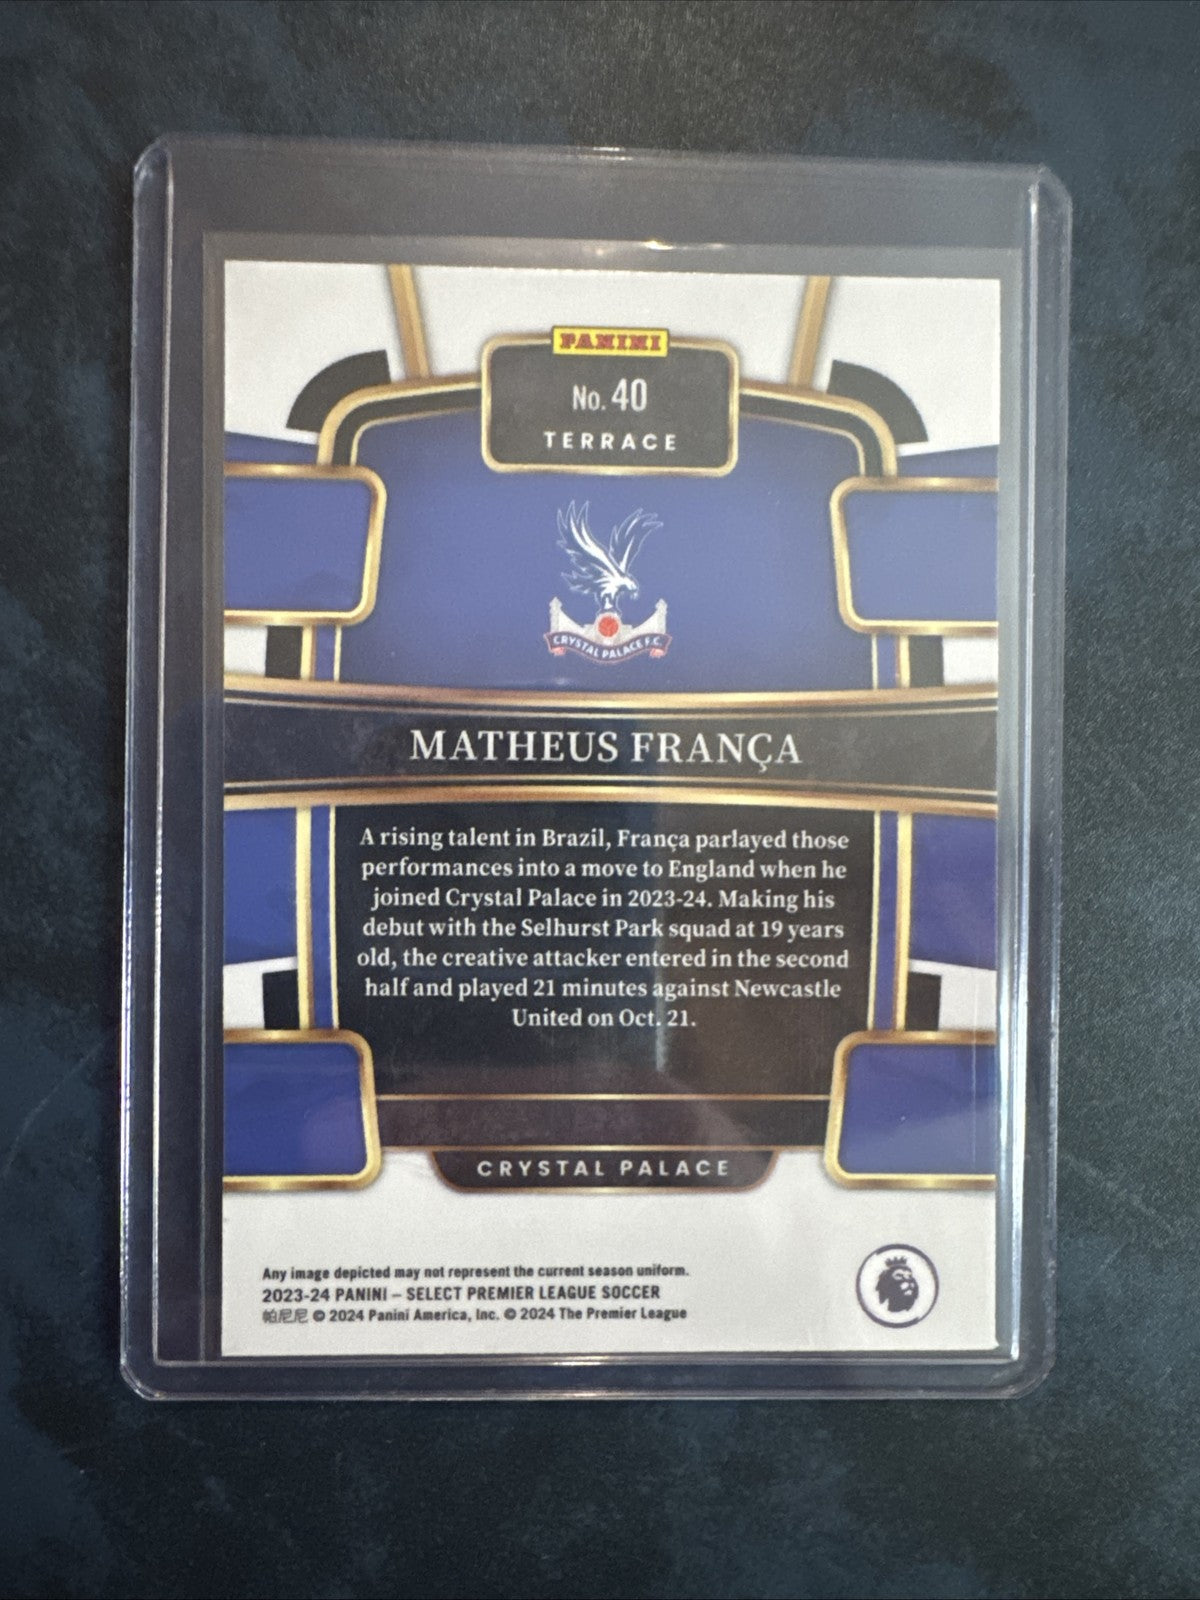 PANINI
No. 40
TERRACE
CRYSTAL PALACE F.C.
MATHEUS FRANÇA
A rising talent in Brazil, França parlayed those
performances into a move to England when he
joined Crystal Palace in 2023-24. Making his
debut with the Selhurst Park squad at 19 years
old, the creative attacker entered in the second
half and played 21 minutes against Newcastle
United on Oct. 21.
CRYSTAL PALACE
Any image depicted may not represent the current season uniform.
2023-24 PANINI – SELECT PREMIER LEAGUE SOCCER
帕尼尼 © 2024 Panini America, Inc. © 2024 The Premier League